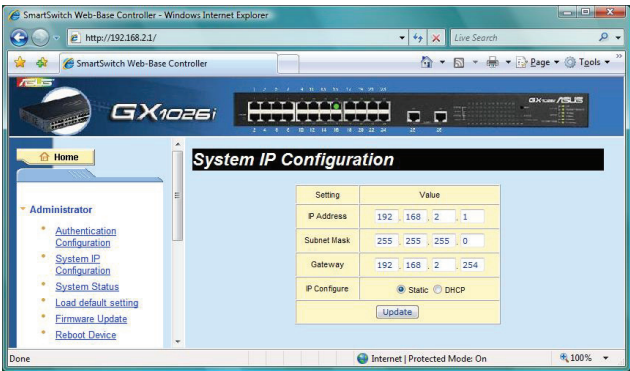 SmartSwitch Web-Base Controller - Windows Internet Explorer
http://192.168.2.1/
Live Search
SmartSwitch Web-Base Controller
Page
Tools
ASUS
GX1026i
ASUS
Home
System IP Configuration
Setting Value
IP Address 192 . 168 . 2 . 1
Subnet Mask 255 . 255 . 255 . 0
Gateway 192 . 168 . 2 . 254
IP Configure Static DHCP
Update
Administrator
Authentication
Configuration
System IP
Configuration
System Status
Load default setting
Firmware Update
Reboot Device
Done
Internet | Protected Mode: On
100%